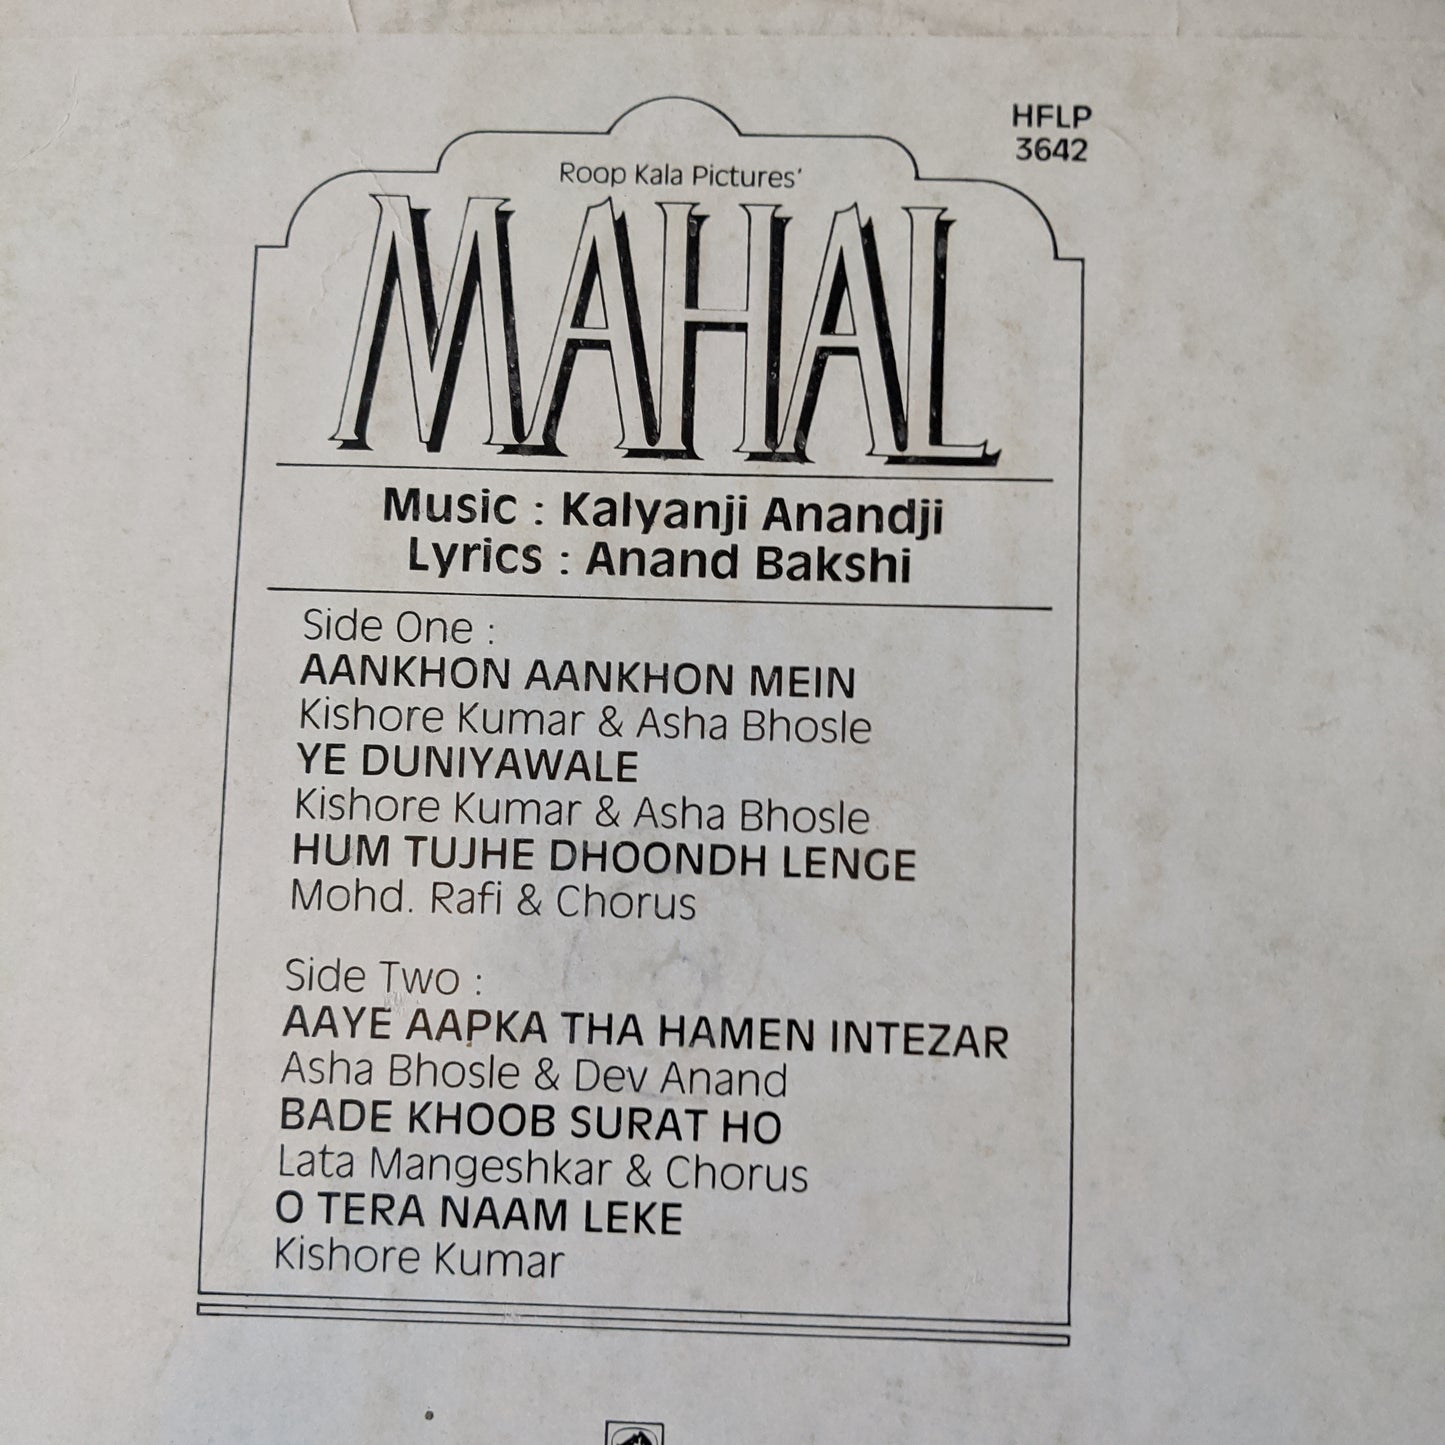 HFLP
3642
Roop Kala Pictures'
MAHAL
Music : Kalyanji Anandji
Lyrics : Anand Bakshi
Side One :
AANKHON AANKHON MEIN
Kishore Kumar & Asha Bhosle
YE DUNIYAWALE
Kishore Kumar & Asha Bhosle
HUM TUJHE DHOONDH LENGE
Mohd. Rafi & Chorus
Side Two :
AAYE AAPKA THA HAMEN INTEZAR
Asha Bhosle & Dev Anand
BADE KHOOB SURAT HO
Lata Mangeshkar & Chorus
O TERA NAAM LEKE
Kishore Kumar